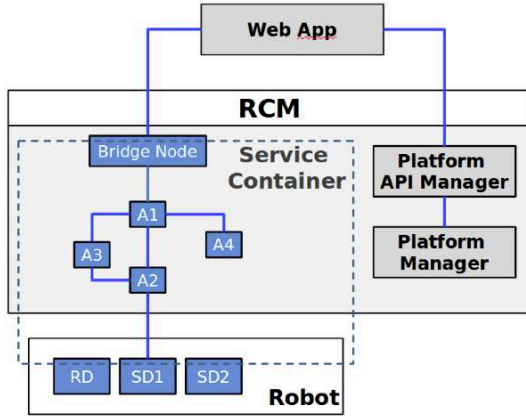 Web App
RCM
Bridge Node
Service
Container
Platform
API Manager
A1
A3
A4
A2
Platform
Manager
RD
SD1
SD2
Robot